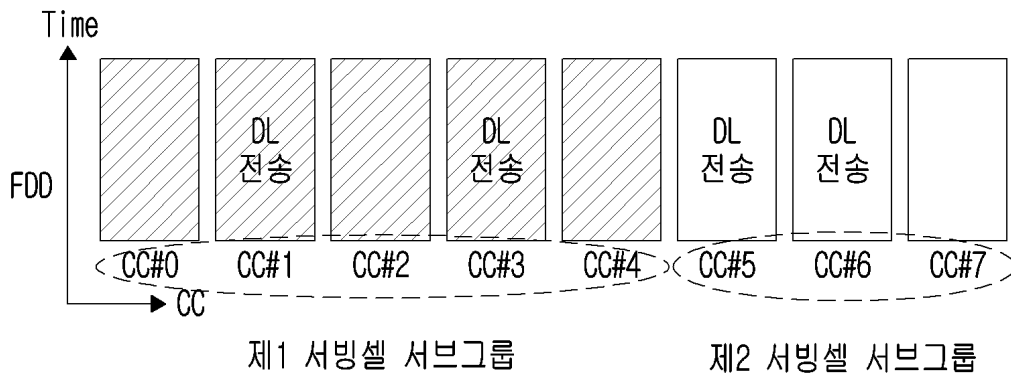 Time
DL 전송
DL 전송
DL 전송
DL 전송
FDD
CC#0 CC#1 CC#2 CC#3 CC#4 CC#5 CC#6 CC#7
CC
제1 서빙셀 서브그룹 제2 서빙셀 서브그룹